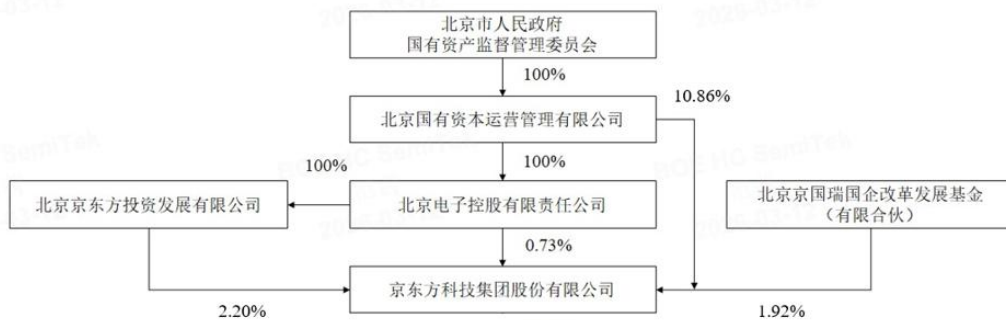 北京市人民政府
国有资产监督管理委员会
100%
10.86%
北京国有资本运营管理有限公司
100%
100%
北京京东方投资发展有限公司
北京电子控股有限责任公司
北京京国瑞国企改革发展基金
（有限合伙）
0.73%
京东方科技集团股份有限公司
2.20%
1.92%